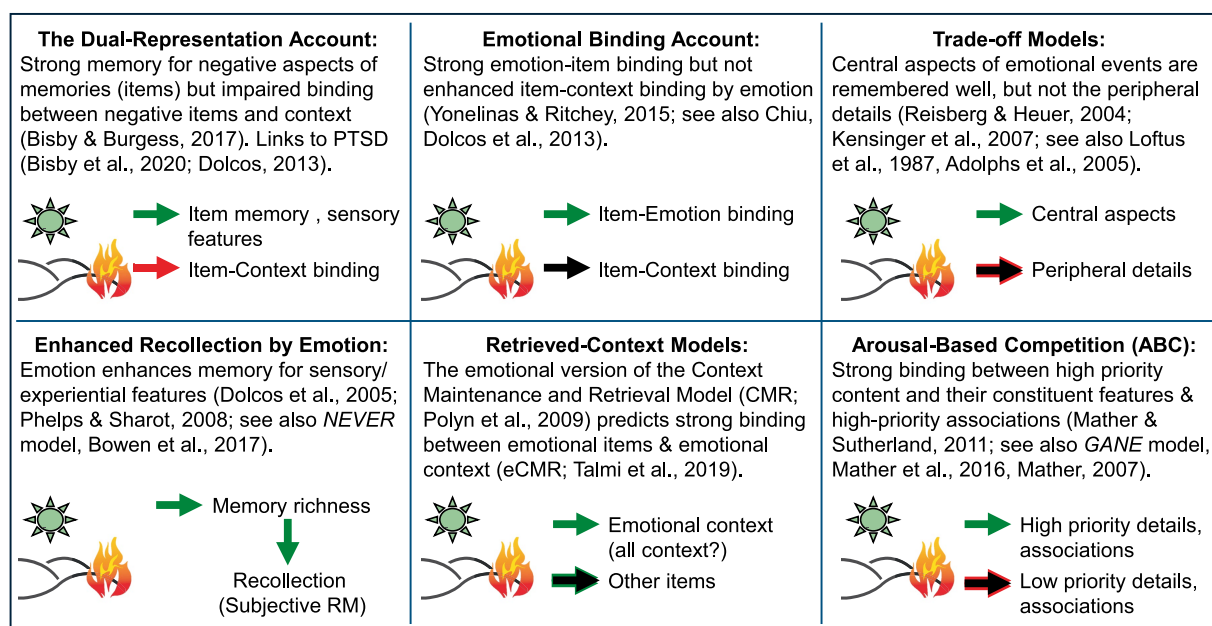 The Dual-Representation Account:
Strong memory for negative aspects of
memories (items) but impaired binding
between negative items and context
(Bisby & Burgess, 2017). Links to PTSD
(Bisby et al., 2020; Dolcos, 2013).
Item memory , sensory
features
Item-Context binding
Emotional Binding Account:
Strong emotion-item binding but not
enhanced item-context binding by emotion
(Yonelinas & Ritchey, 2015; see also Chiu,
Dolcos et al., 2013).
Item-Emotion binding
Item-Context binding
Trade-off Models:
Central aspects of emotional events are
remembered well, but not the peripheral
details (Reisberg & Heuer, 2004;
Kensinger et al., 2007; see also Loftus
et al., 1987, Adolphs et al., 2005).
Central aspects
Peripheral details
Enhanced Recollection by Emotion:
Emotion enhances memory for sensory/
experiential features (Dolcos et al., 2005;
Phelps & Sharot, 2008; see also NEVER
model, Bowen et al., 2017).
Memory richness
Recollection
(Subjective RM)
Retrieved-Context Models:
The emotional version of the Context
Maintenance and Retrieval Model (CMR;
Polyn et al., 2009) predicts strong binding
between emotional items & emotional
context (eCMR; Talmi et al., 2019).
Emotional context
(all context?)
Other items
Arousal-Based Competition (ABC):
Strong binding between high priority
content and their constituent features &
high-priority associations (Mather &
Sutherland, 2011; see also GANE model,
Mather et al., 2016, Mather, 2007).
High priority details,
associations
Low priority details,
associations